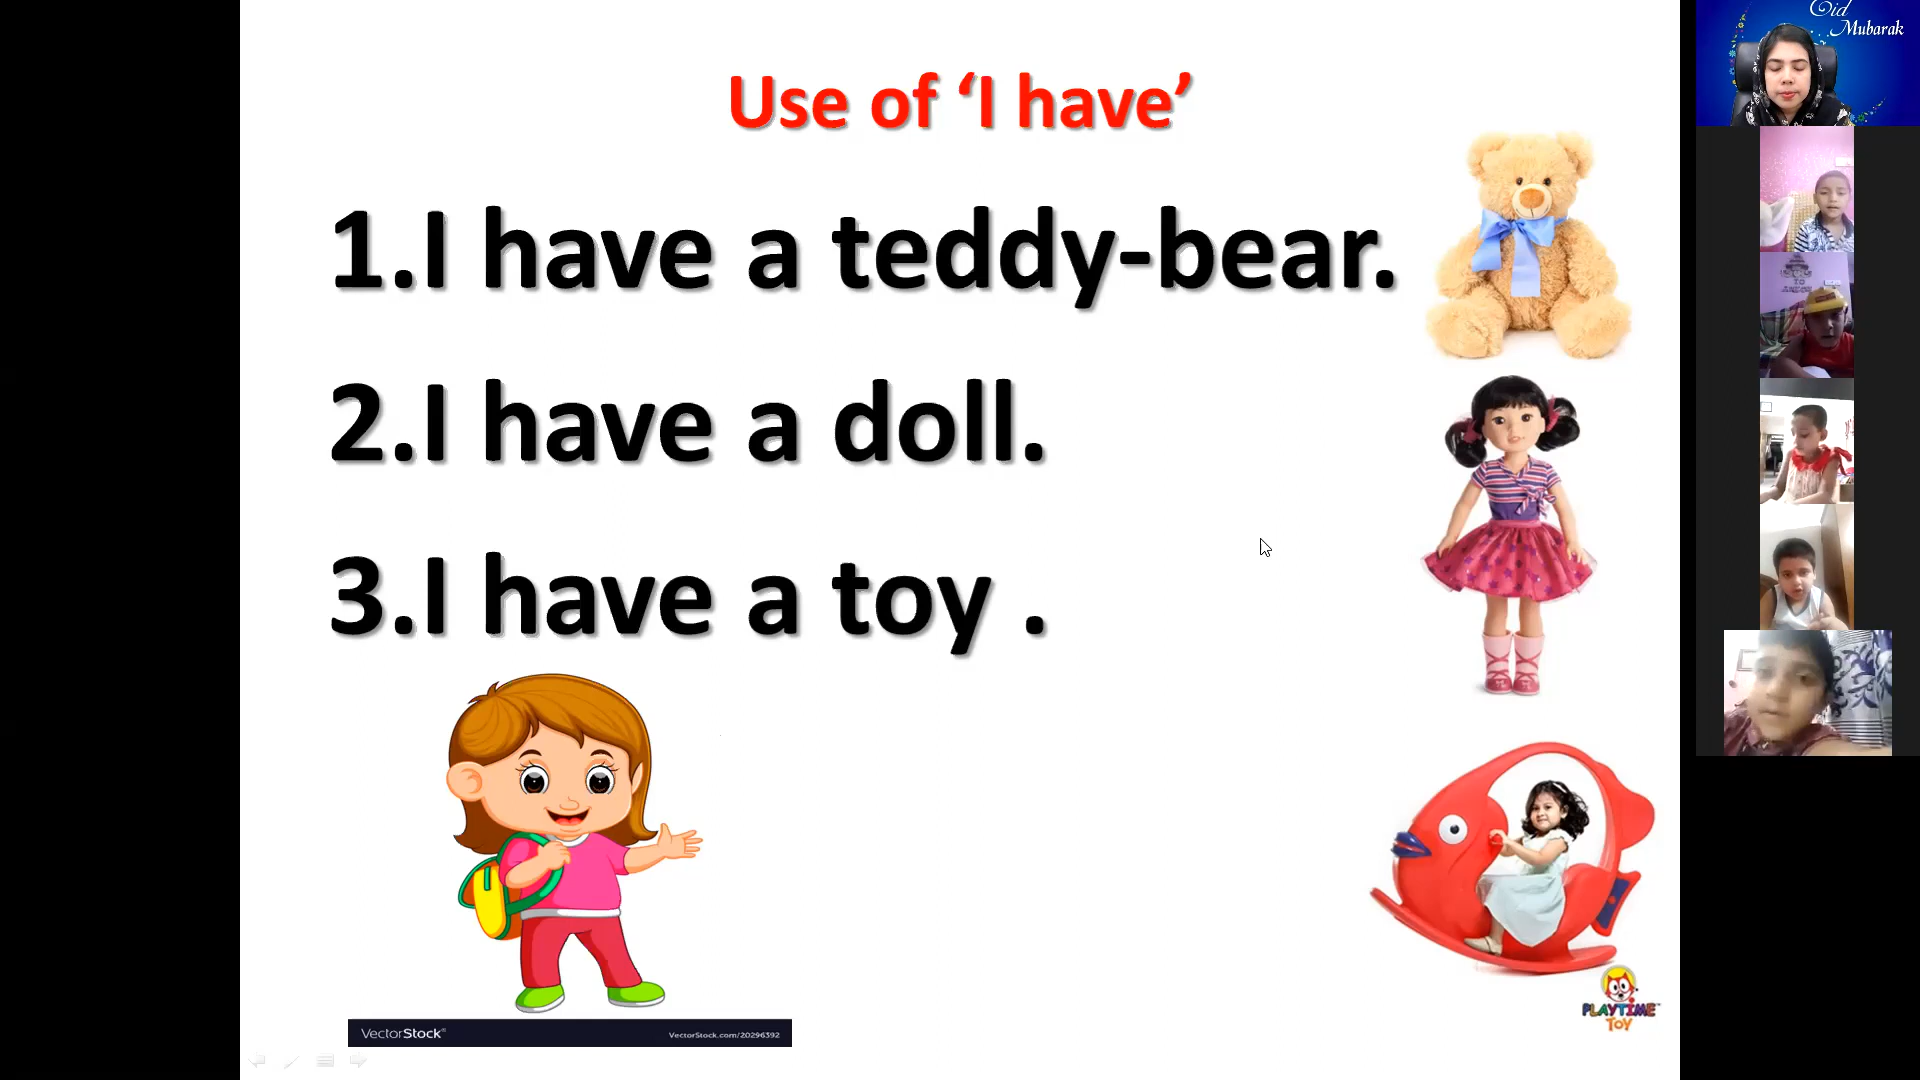 Use of ‘I have’
1.I have a teddy-bear.
2.I have a doll.
3.I have a toy .
VectorStock®
VectorStock.com/20296392
PLAYTIME™
TOY
Eid
Mubarak